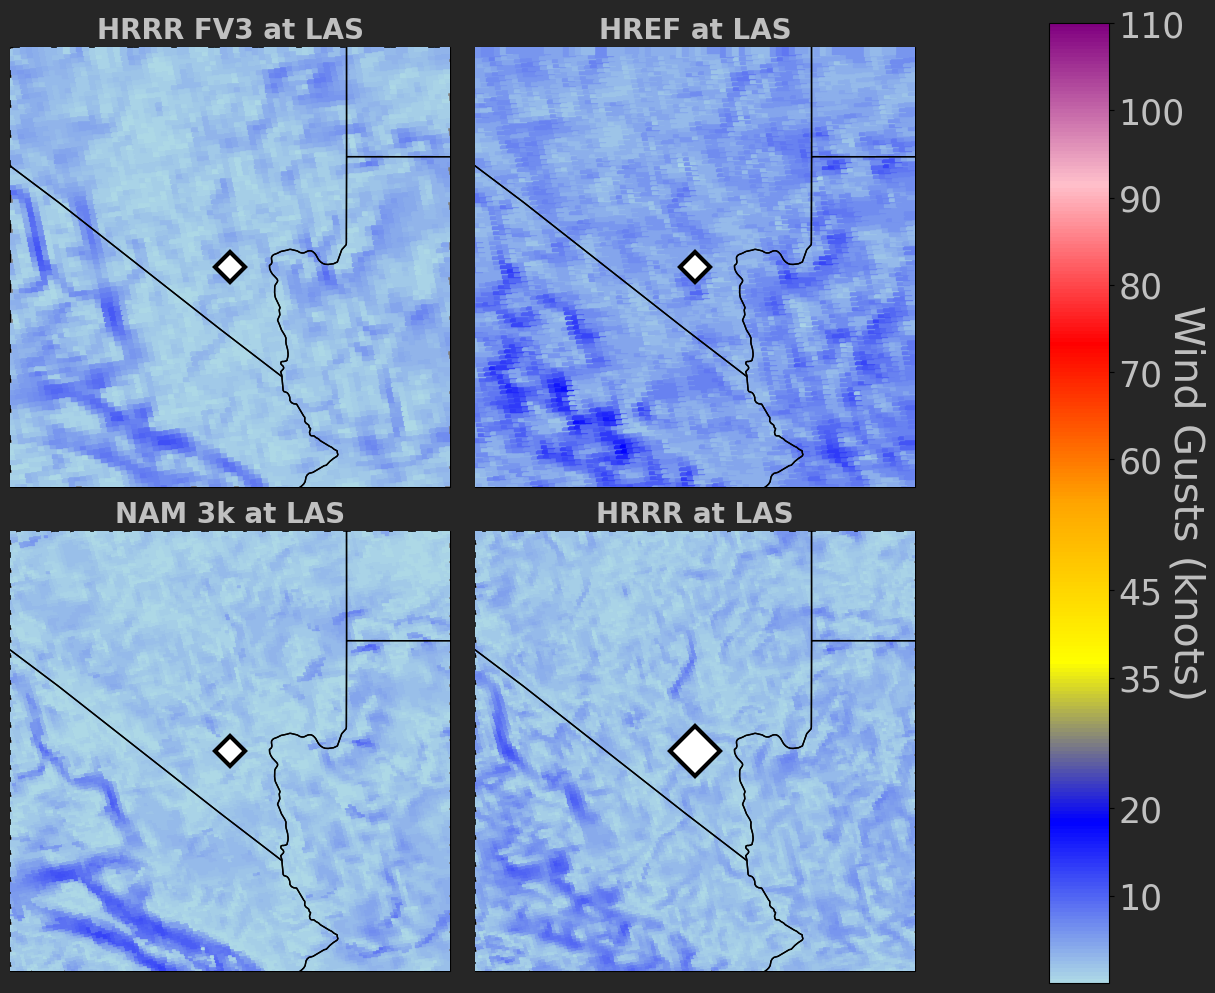 HRRR FV3 at LAS
HREF at LAS
NAM 3k at LAS
HRRR at LAS
110
100
90
80
70
60
45
35
20
10
Wind Gusts (knots)